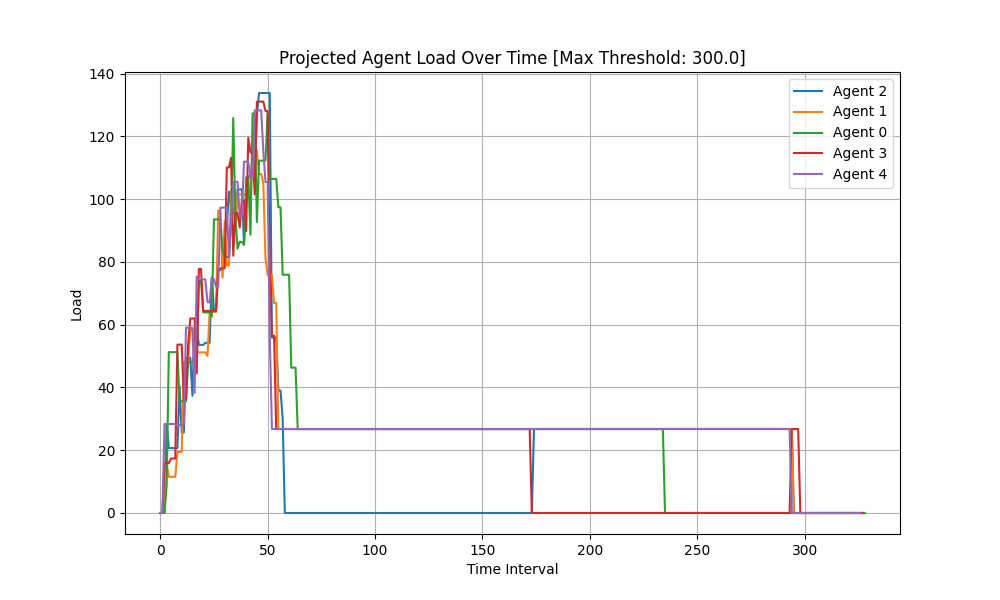 Projected Agent Load Over Time [Max Threshold: 300.0]
Load
140
120
100
80
60
40
20
0
Agent 2
Agent 1
Agent 0
Agent 3
Agent 4
0 50 100 150 200 250 300
Time Interval